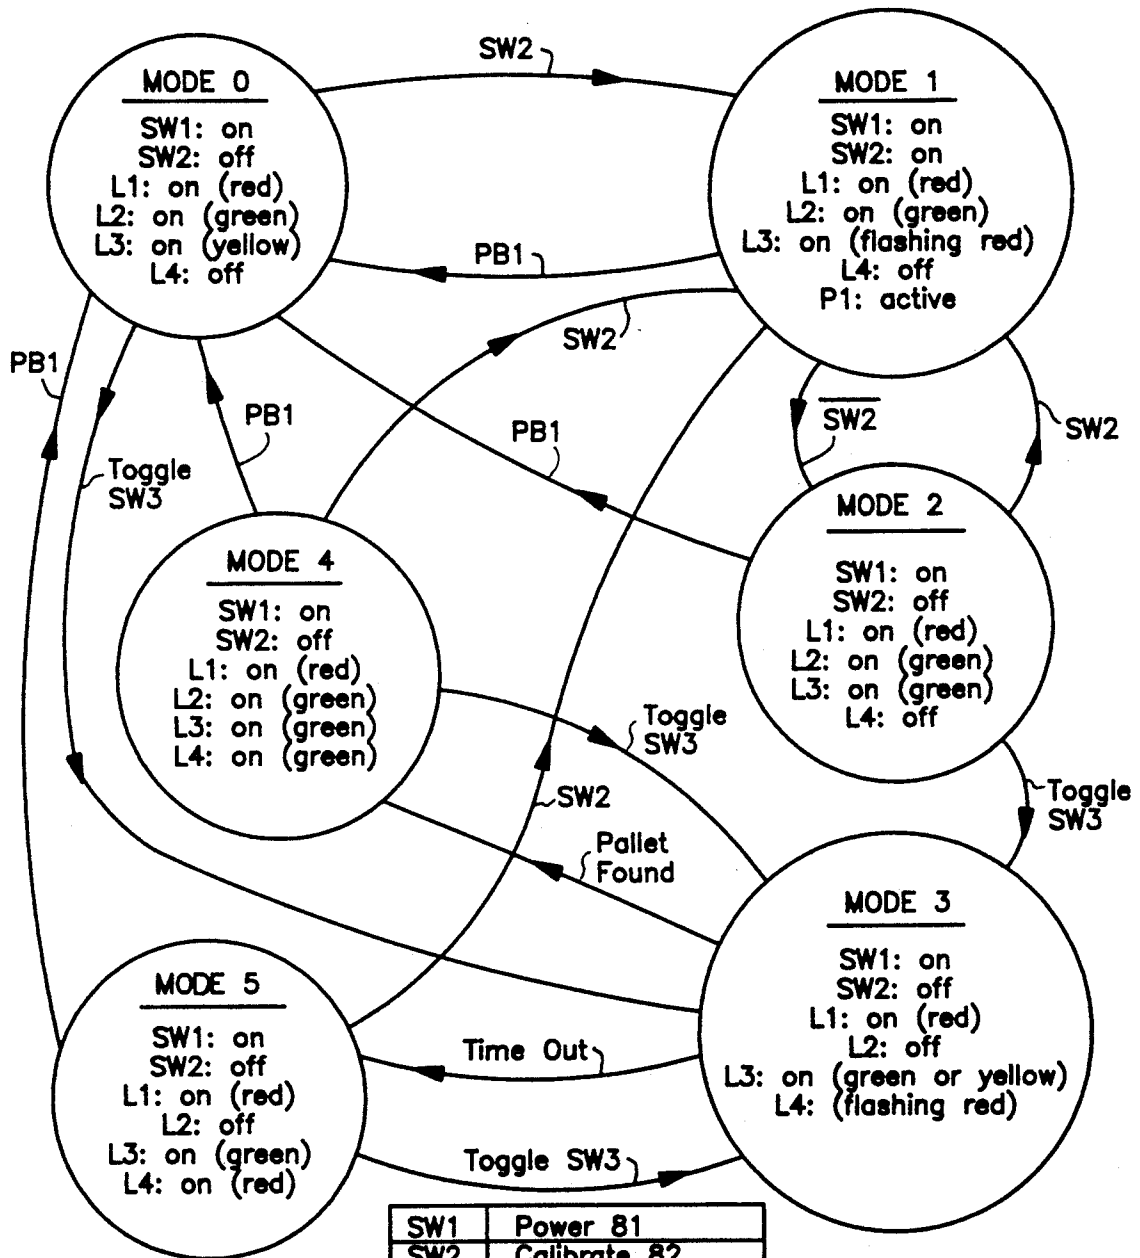 SW2
MODE 0
SW1: on
SW2: off
L1: on (red)
L2: on (green)
L3: on (yellow)
L4: off
MODE 1
SW1: on
SW2: on
L1: on (red)
L2: on (green)
L3: on (flashing red)
L4: off
P1: active
PB1
SW2
PB1
PB1
PB1
SW2
SW2
Toggle
SW3
MODE 2
SW1: on
SW2: off
L1: on (red)
L2: on (green)
L3: on (green)
L4: off
MODE 4
SW1: on
SW2: off
L1: on (red)
L2: on (green)
L3: on (green)
L4: on (green)
Toggle
SW3
Toggle
SW3
SW2
Pallet
Found
MODE 3
SW1: on
SW2: off
L1: on (red)
L2: off
L3: on (green or yellow)
L4: (flashing red)
MODE 5
SW1: on
SW2: off
L1: on (red)
L2: off
L3: on (green)
L4: on (red)
Time Out
Toggle SW3
SW1 Power 81
SW2 Calibrate 82